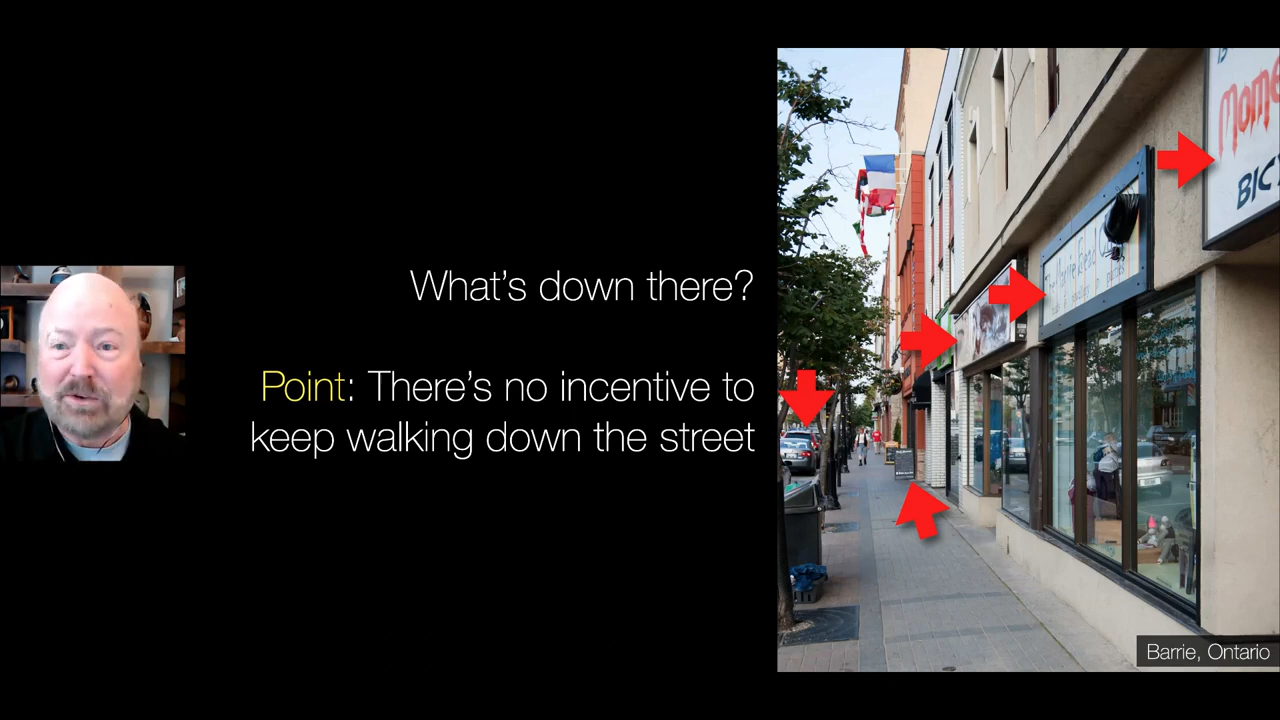 What's down there?
Point: There's no incentive to
keep walking down the street
BIC
Barrie, Ontario